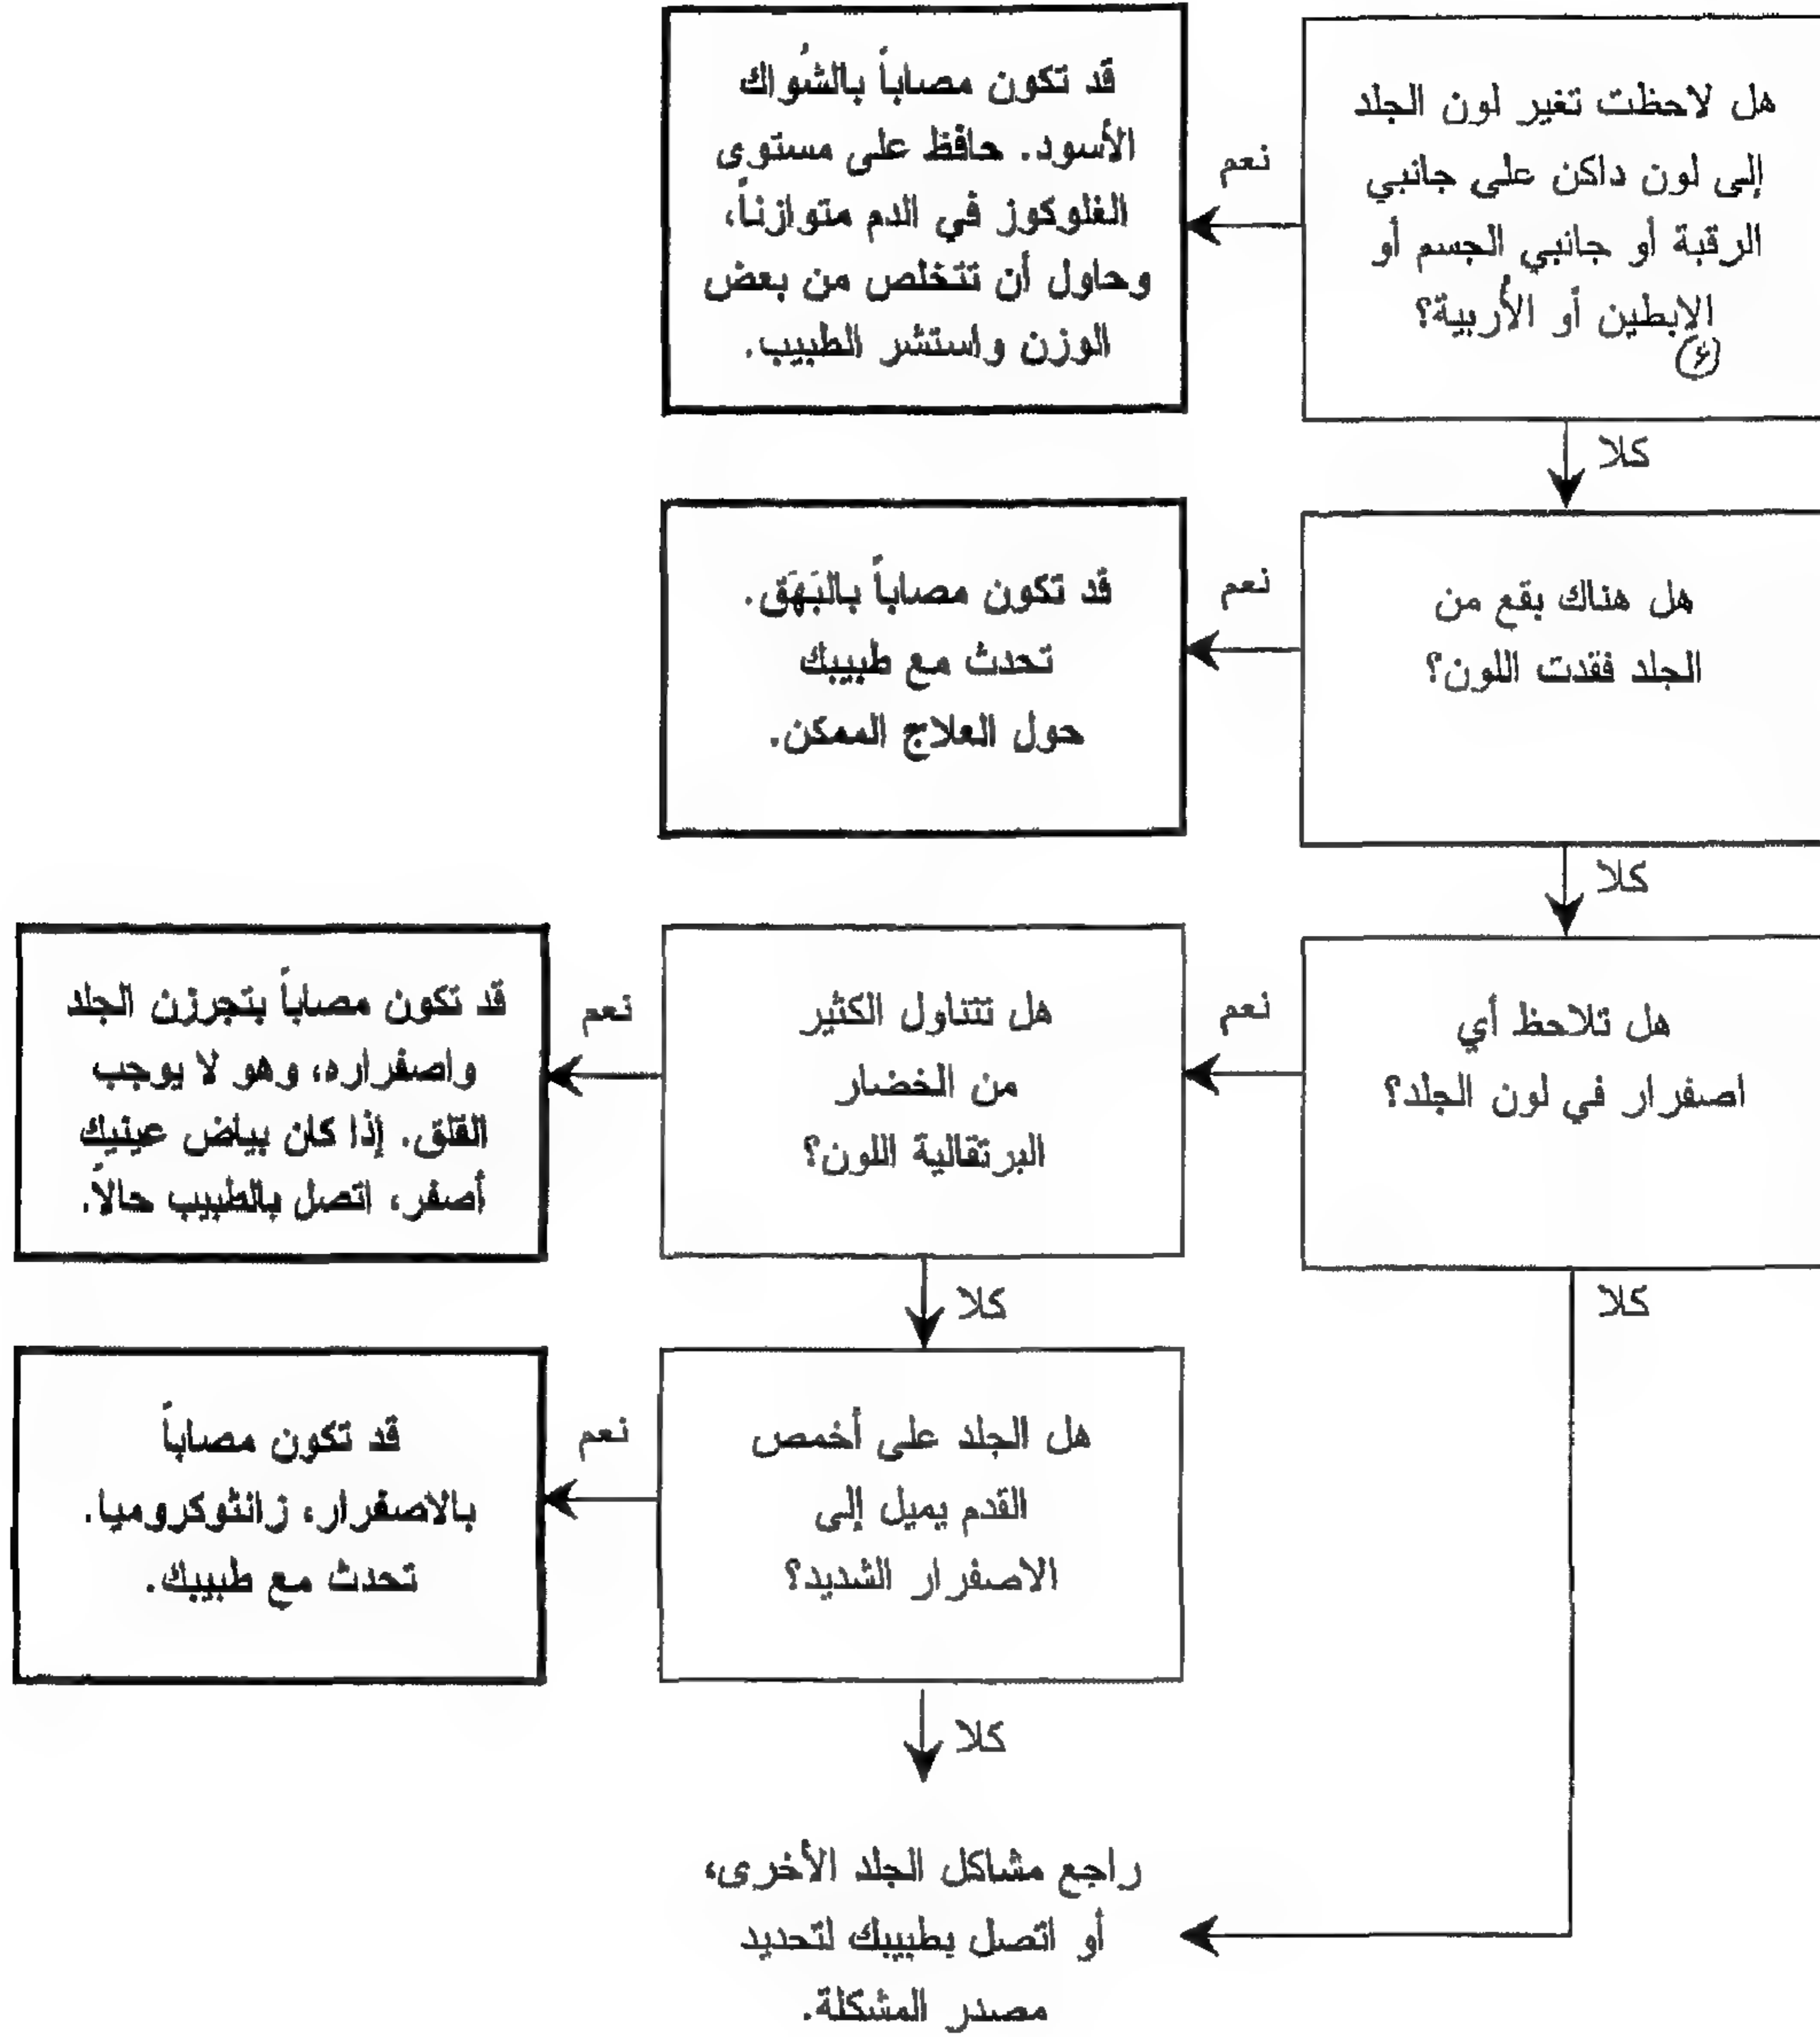 هل لاحظت تغير لون الجلد
إلى لون داكن على جانبي
الرقبة أو جانبي الجسم أو
الإبطين أو الأربية؟
نعم
قد تكون مصاباً بالشُواك
الأسود. حافظ على مستوى
الغلوكوز في الدم متوازناً،
وحاول أن تتخلص من بعض
الوزن واستشر الطبيب.
كلا
هل هناك بقع من
الجلد فقدت اللون؟
نعم
قد تكون مصاباً بالبَهَق.
تحدث مع طبيبك
حول العلاج الممكن.
كلا
هل تلاحظ أي
اصفرار في لون الجلد؟
نعم
هل تتناول الكثير
من الخضار
البرتقالية اللون؟
نعم
قد تكون مصاباً بتجرزن الجلد
واصفراره، وهو لا يوجب
القلق. إذا كان بياض عينيك
أصفر، اتصل بالطبيب حالاً.
كلا
كلا
هل الجلد على أخمص
القدم يميل إلى
الاصفرار الشديد؟
نعم
قد تكون مصاباً
بالاصفرار، زانثوكروميا.
تحدث مع طبيبك.
كلا
راجع مشاكل الجلد الأخرى،
أو اتصل بطبيبك لتحديد
مصدر المشكلة.